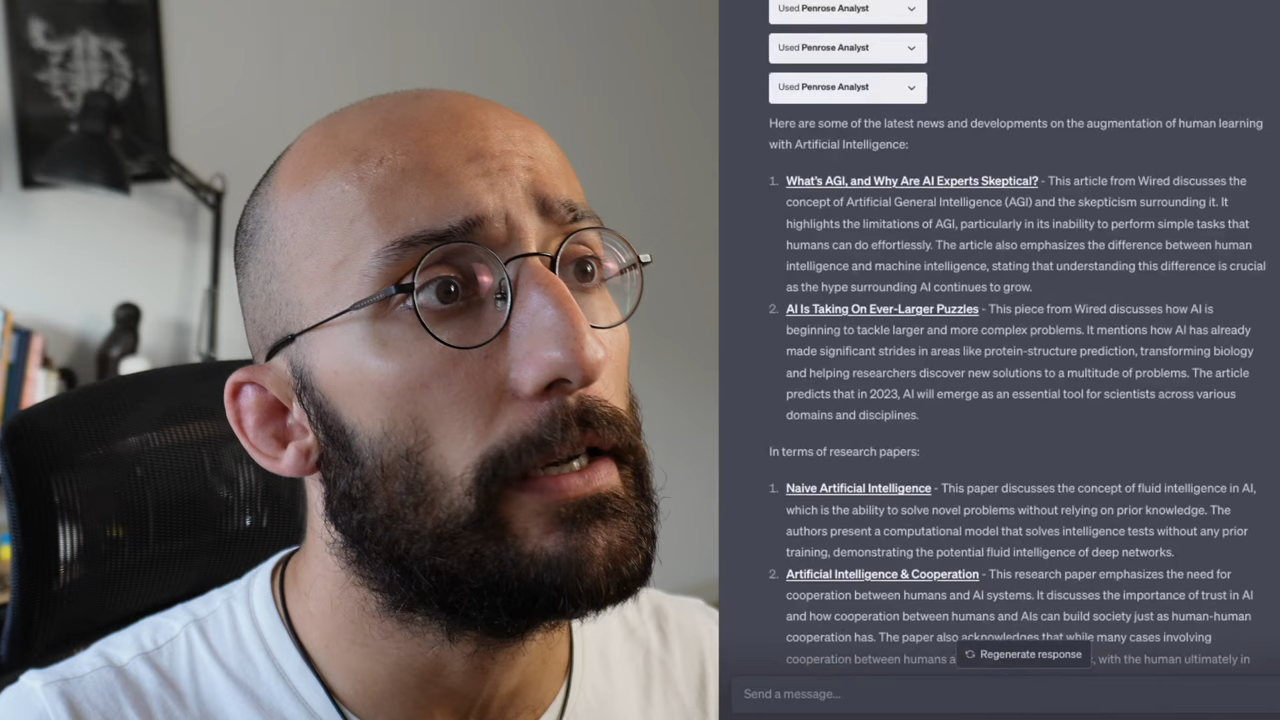 Used Penrose Analyst
Used Penrose Analyst
Used Penrose Analyst
Here are some of the latest news and developments on the augmentation of human learning
with Artificial Intelligence:
1. What's AGI, and Why Are AI Experts Skeptical? - This article from Wired discusses the
concept of Artificial General Intelligence (AGI) and the skepticism surrounding it. It
highlights the limitations of AGI, particularly in its inability to perform simple tasks that
humans can do effortlessly. The article also emphasizes the difference between human
intelligence and machine intelligence, stating that understanding this difference is crucial
as the hype surrounding AI continues to grow.
2. AI Is Taking On Ever-Larger Puzzles - This piece from Wired discusses how AI is
beginning to tackle larger and more complex problems. It mentions how AI has already
made significant strides in areas like protein-structure prediction, transforming biology
and helping researchers discover new solutions to a multitude of problems. The article
predicts that in 2023, AI will emerge as an essential tool for scientists across various
domains and disciplines.
In terms of research papers:
1. Naive Artificial Intelligence - This paper discusses the concept of fluid intelligence in AI,
which is the ability to solve novel problems without relying on prior knowledge. The
authors present a computational model that solves intelligence tests without any prior
training, demonstrating the potential fluid intelligence of deep networks.
2. Artificial Intelligence & Cooperation - This research paper emphasizes the need for
cooperation between humans and AI systems. It discusses the importance of trust in AI
and how cooperation between humans and AIs can build society just as human-human
cooperation has. The paper also acknowledges that while many cases involving
cooperation between humans a , with the human ultimately in
Regenerate response
Send a message...